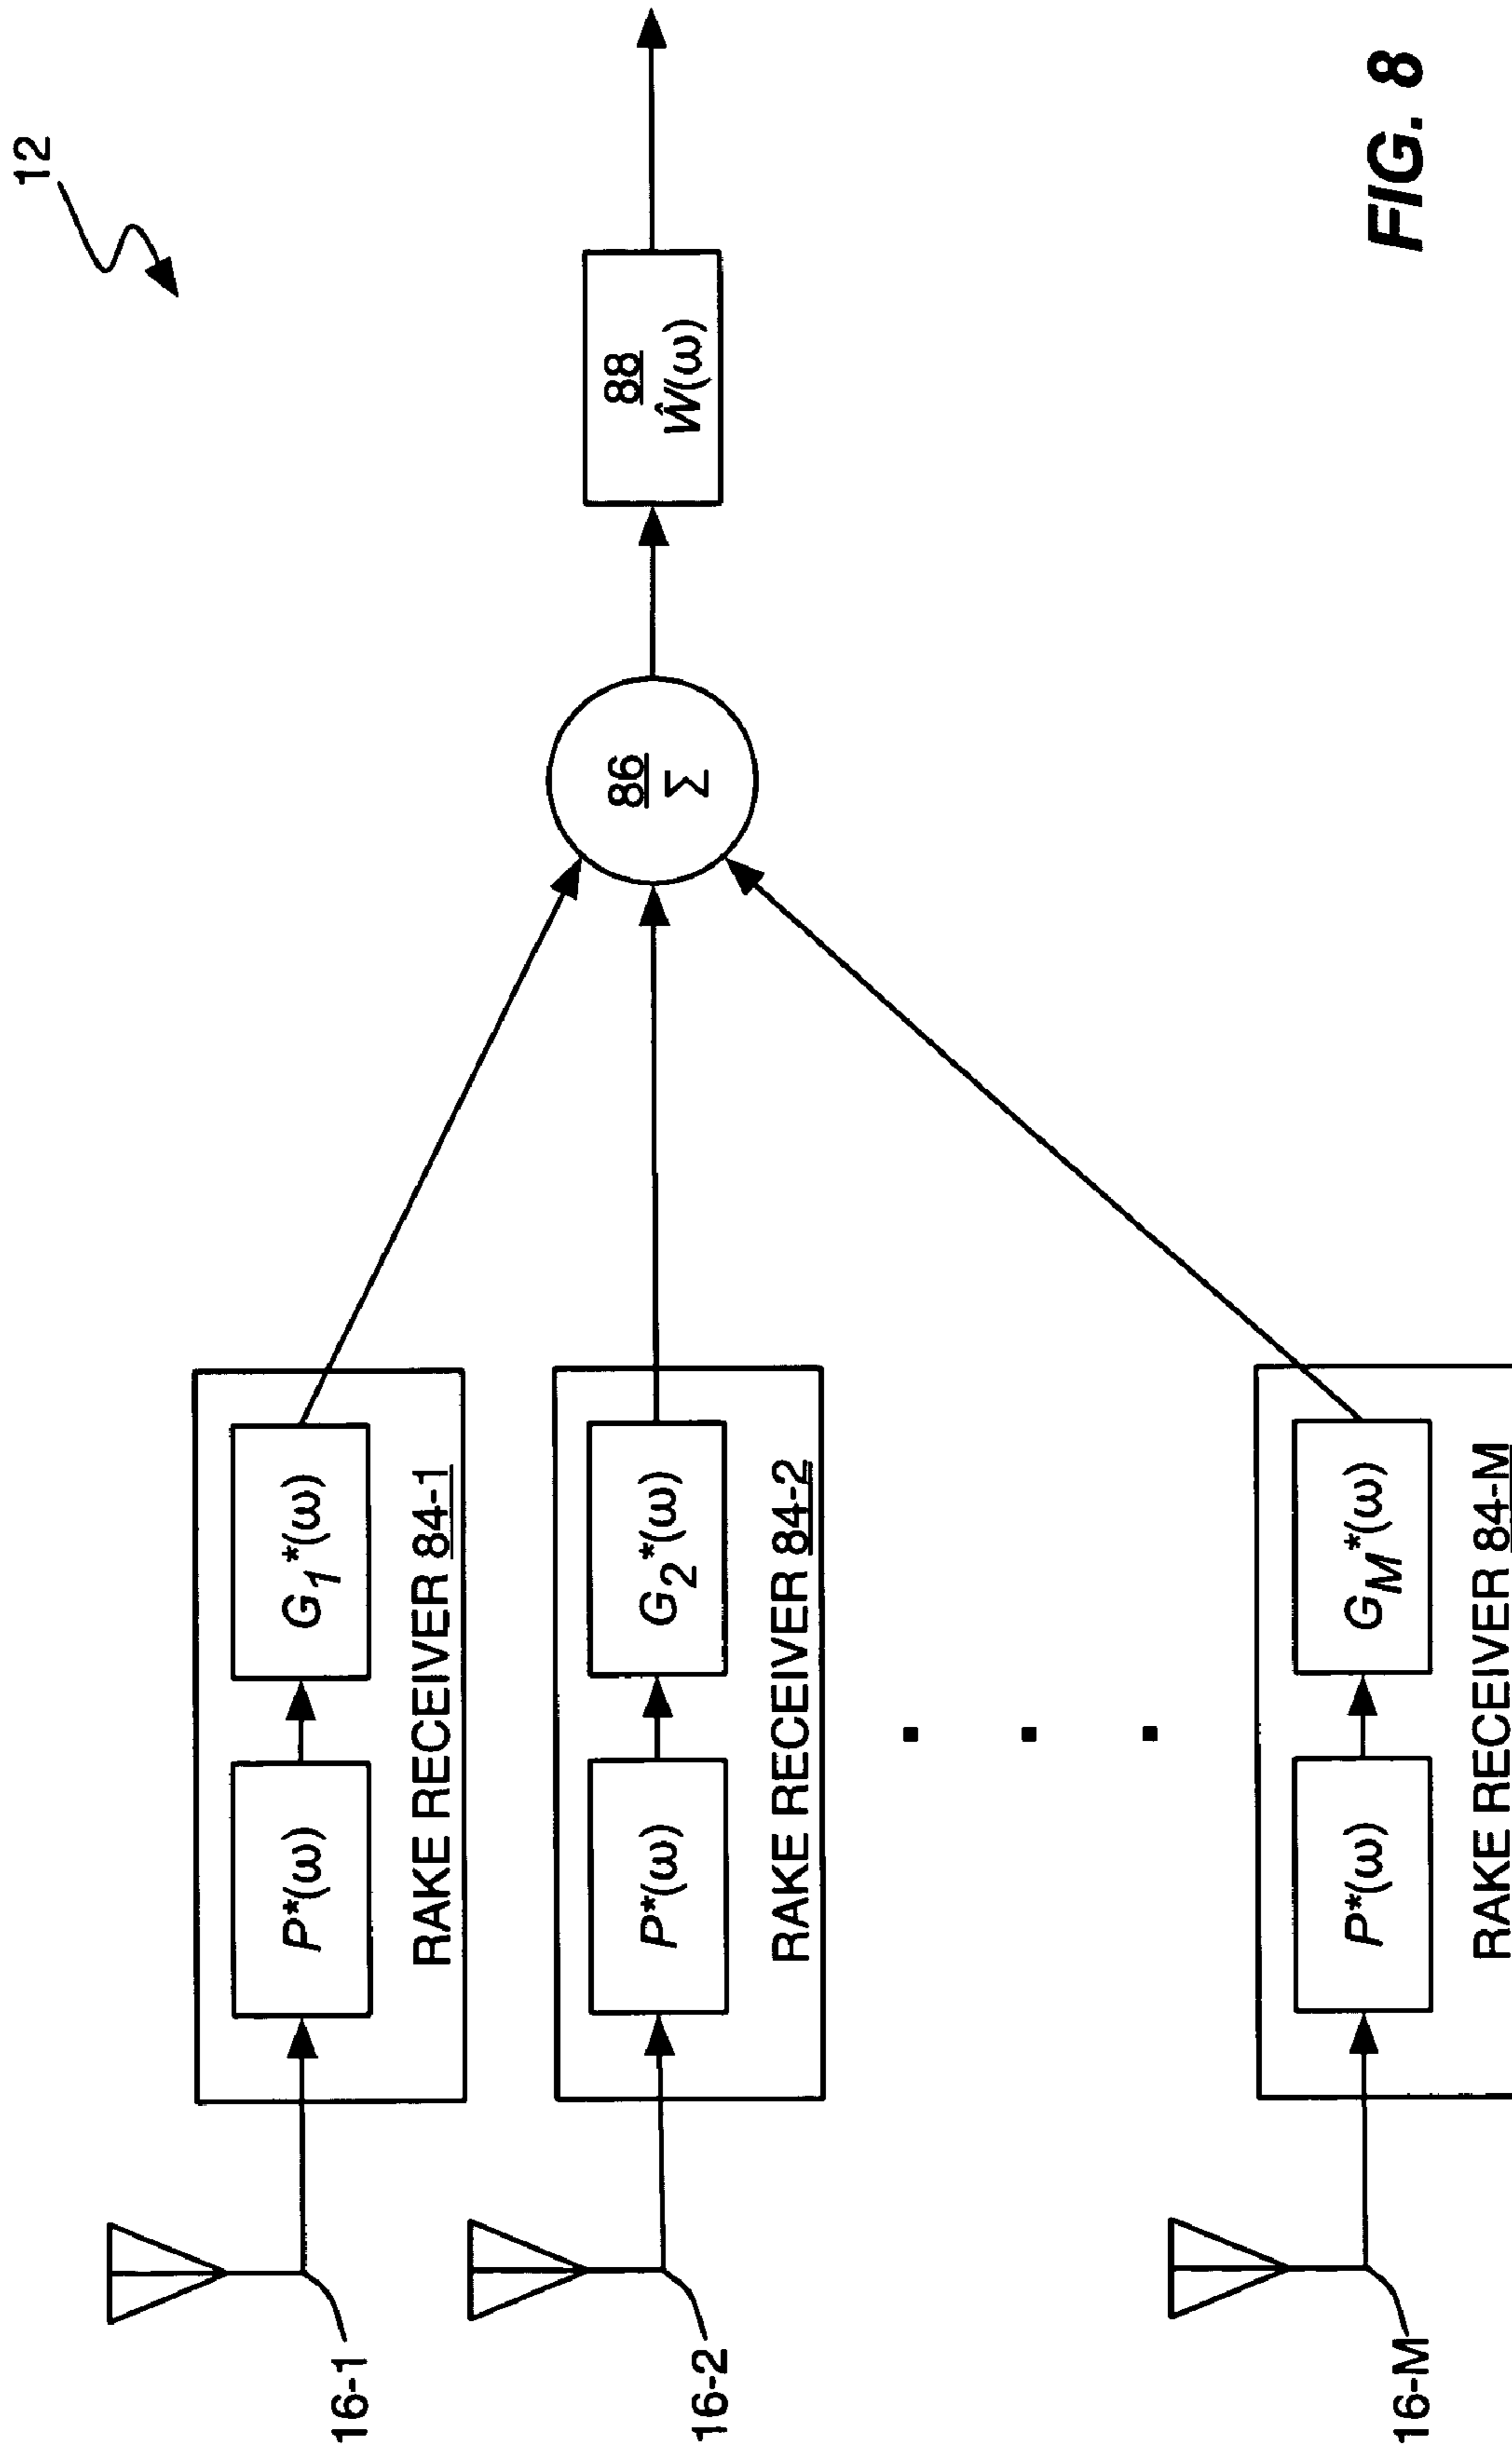 12
16-1
P*(ω)
G1*(ω)
RAKE RECEIVER 84-1
16-2
P*(ω)
G2*(ω)
RAKE RECEIVER 84-2
86
Σ
88
Ŵ(ω)
. . .
16-M
P*(ω)
GM*(ω)
RAKE RECEIVER 84-M
FIG. 8